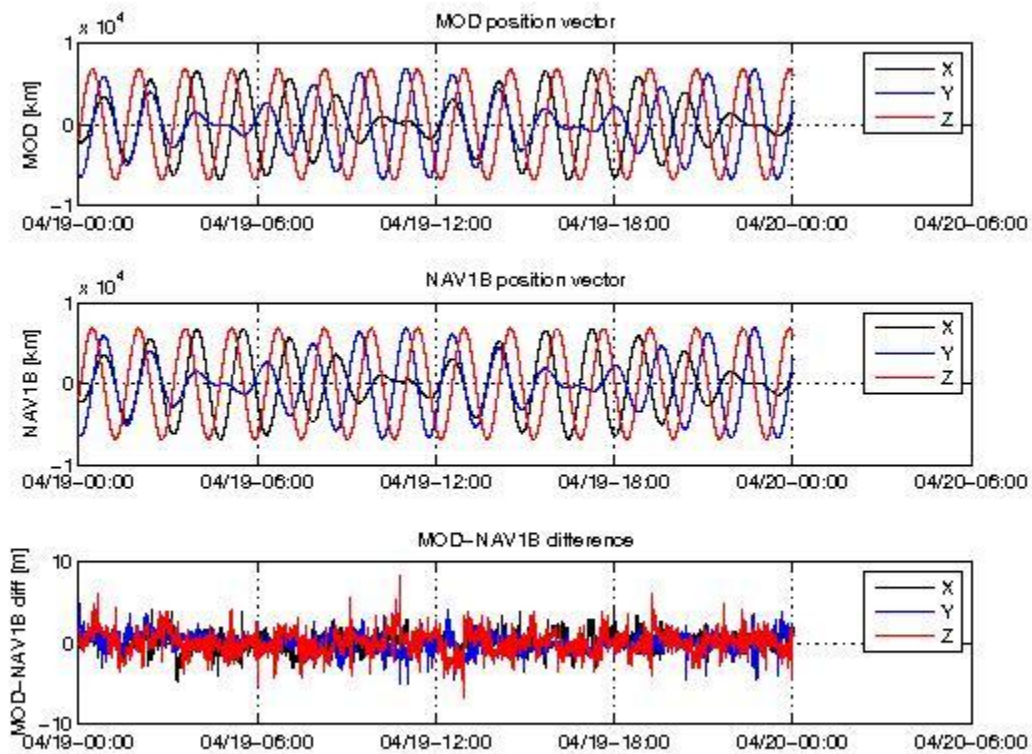 MOD position vector
x 10^4
1
0
−1
MOD [km]
X
Y
Z
04/19−00:00 04/19−06:00 04/19−12:00 04/19−18:00 04/20−00:00 04/20−06:00
NAV1B position vector
x 10^4
1
0
−1
NAV1B [km]
X
Y
Z
04/19−00:00 04/19−06:00 04/19−12:00 04/19−18:00 04/20−00:00 04/20−06:00
MOD−NAV1B difference
10
0
−10
MOD−NAV1B diff [m]
X
Y
Z
04/19−00:00 04/19−06:00 04/19−12:00 04/19−18:00 04/20−00:00 04/20−06:00